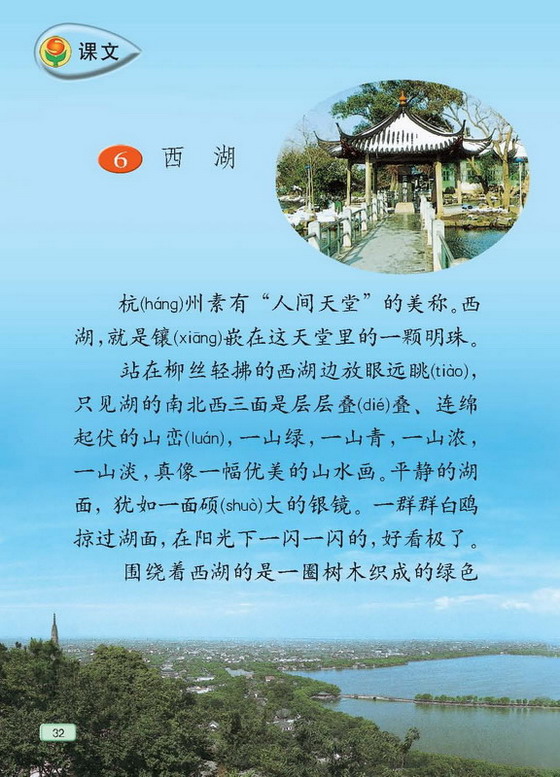 课文
6 西 湖
杭(háng)州素有“人间天堂”的美称。西
湖,就是镶(xiāng)嵌在这天堂里的一颗明珠。
站在柳丝轻拂的西湖边放眼远眺(tiào),
只见湖的南北西三面是层层叠(dié)叠、连绵
起伏的山峦(luán),一山绿,一山青,一山浓,
一山淡,真像一幅优美的山水画。平静的湖
面,犹如一面硕(shuò)大的银镜。一群群白鸥
掠过湖面,在阳光下一闪一闪的,好看极了。
围绕着西湖的是一圈树木织成的绿色
32